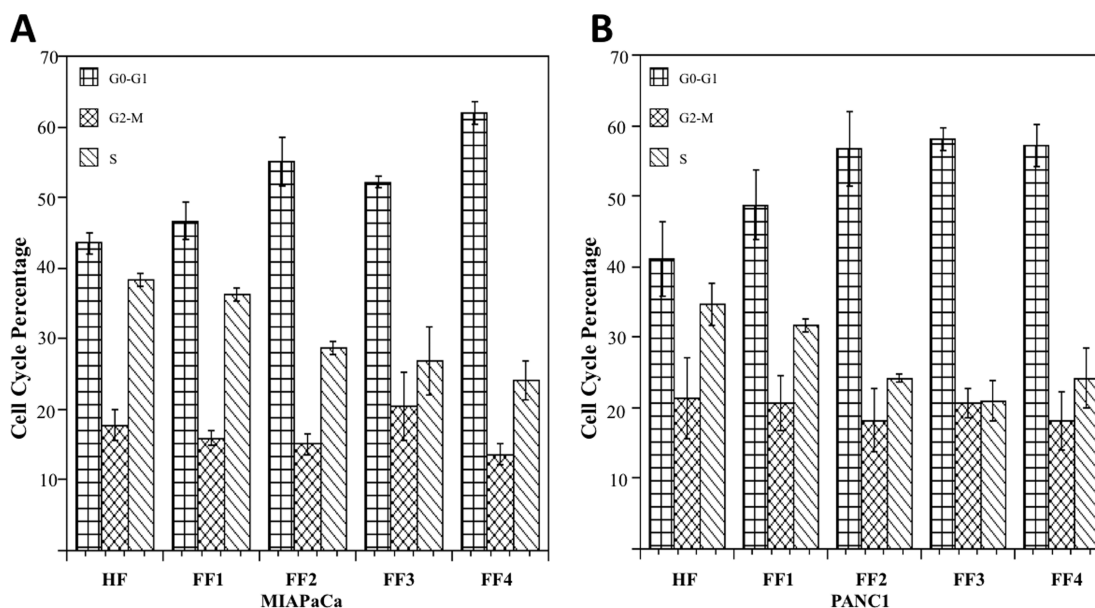 A
Cell Cycle Percentage
70
60
50
40
30
20
10
G0-G1
G2-M
S
HF FF1 FF2 FF3 FF4
MIAPaCa
B
Cell Cycle Percentage
70
60
50
40
30
20
10
G0-G1
G2-M
S
HF FF1 FF2 FF3 FF4
PANC1